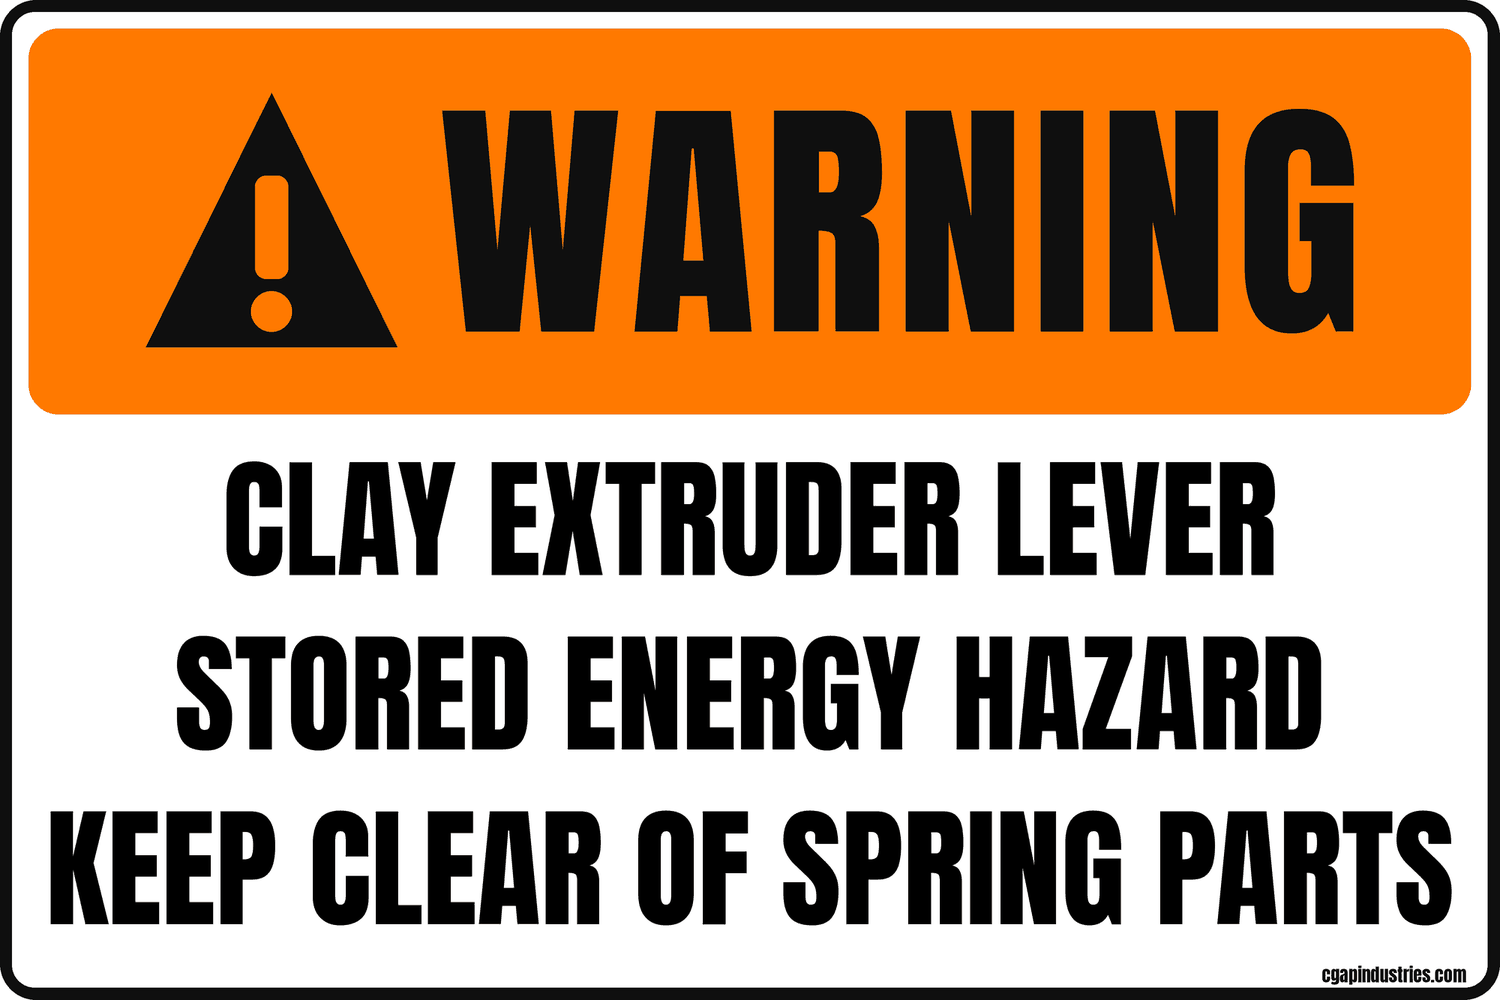 WARNING
CLAY EXTRUDER LEVER
STORED ENERGY HAZARD
KEEP CLEAR OF SPRING PARTS
cgapindustries.com